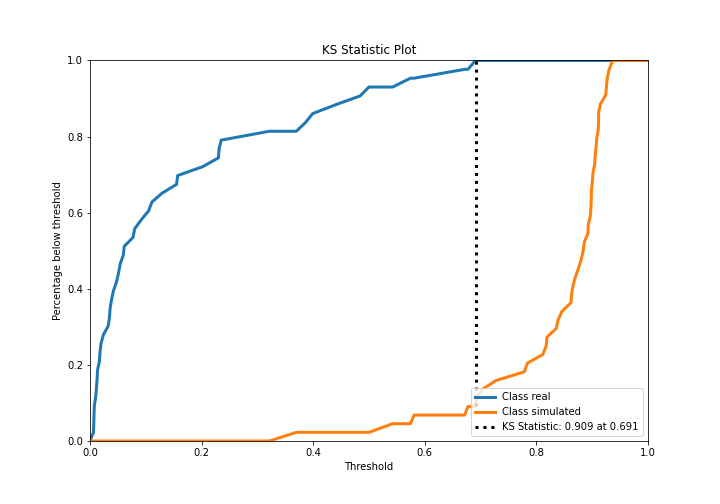 KS Statistic Plot
1.0
0.8
0.6
0.4
0.2
0.0
Percentage below threshold
0.0 0.2 0.4 0.6 0.8 1.0
Threshold
Class real
Class simulated
KS Statistic: 0.909 at 0.691